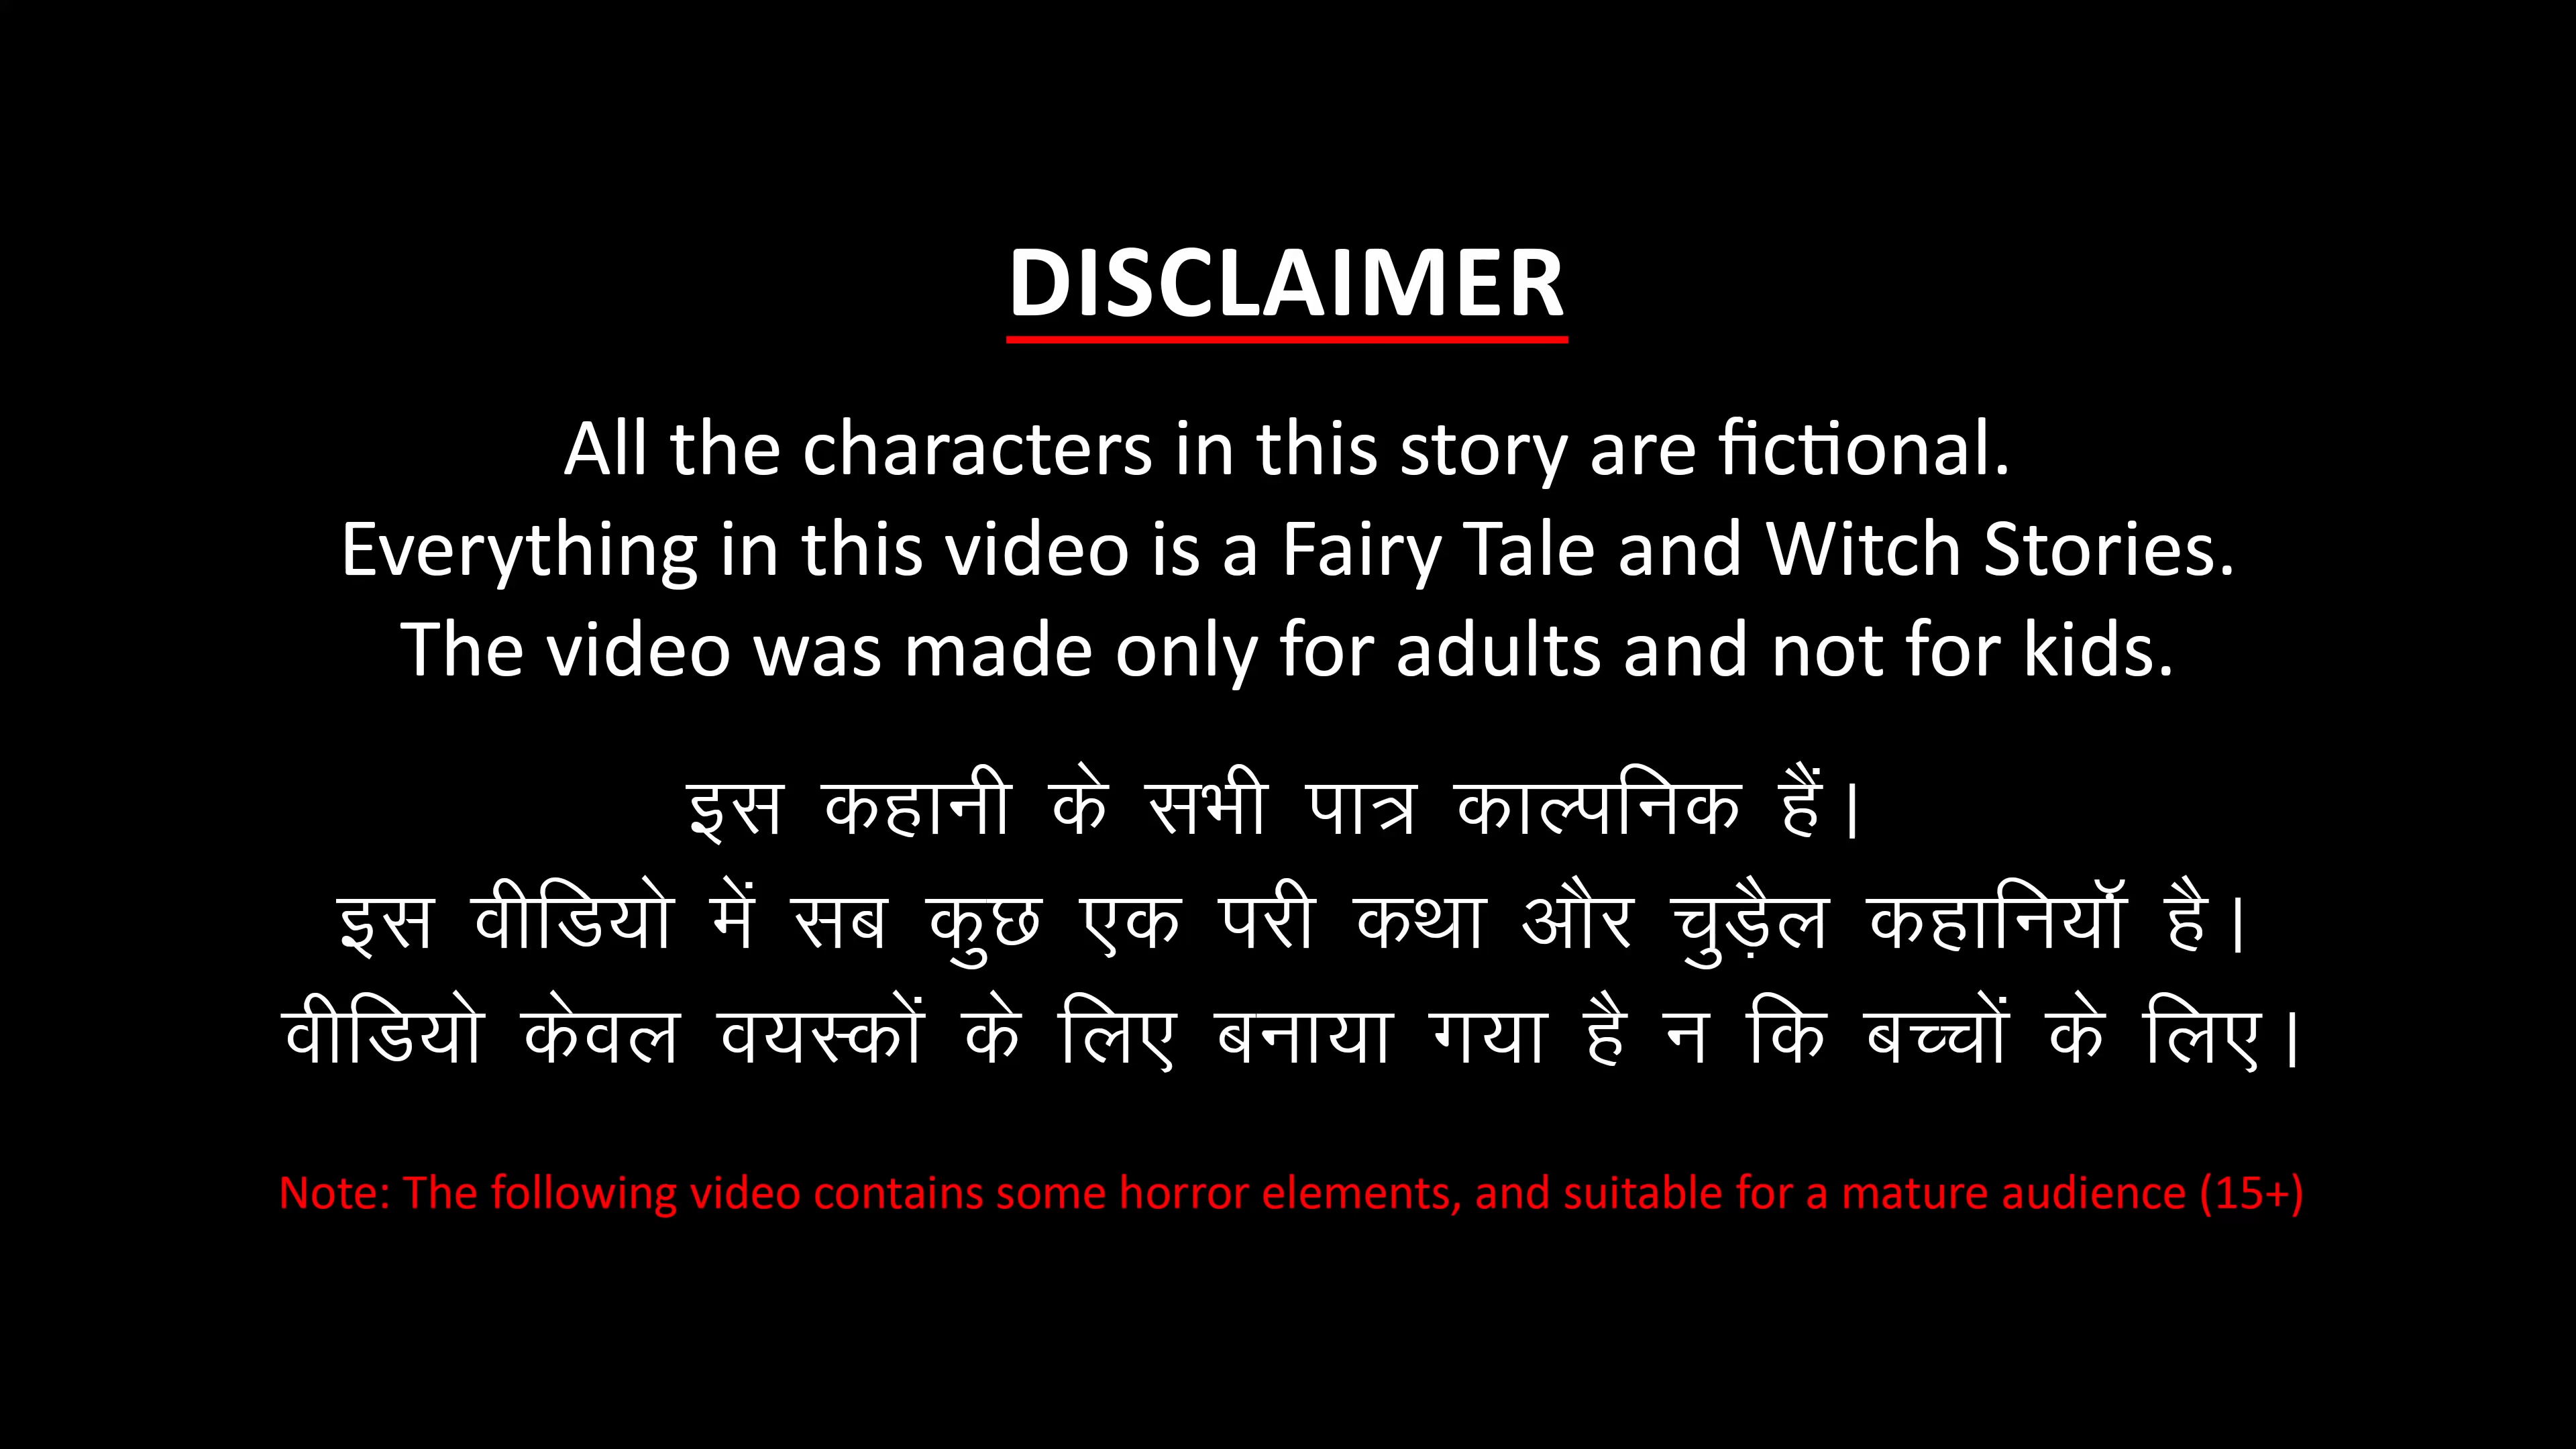 DISCLAIMER
All the characters in this story are fictional.
Everything in this video is a Fairy Tale and Witch Stories.
The video was made only for adults and not for kids.
इस कहानी के सभी पात्र काल्पनिक हैं।
इस वीडियो में सब कुछ एक परी कथा और चुड़ैल कहानियॉ है।
वीडियो केवल वयस्कों के लिए बनाया गया है न कि बच्चों के लिए।
Note: The following video contains some horror elements, and suitable for a mature audience (15+)